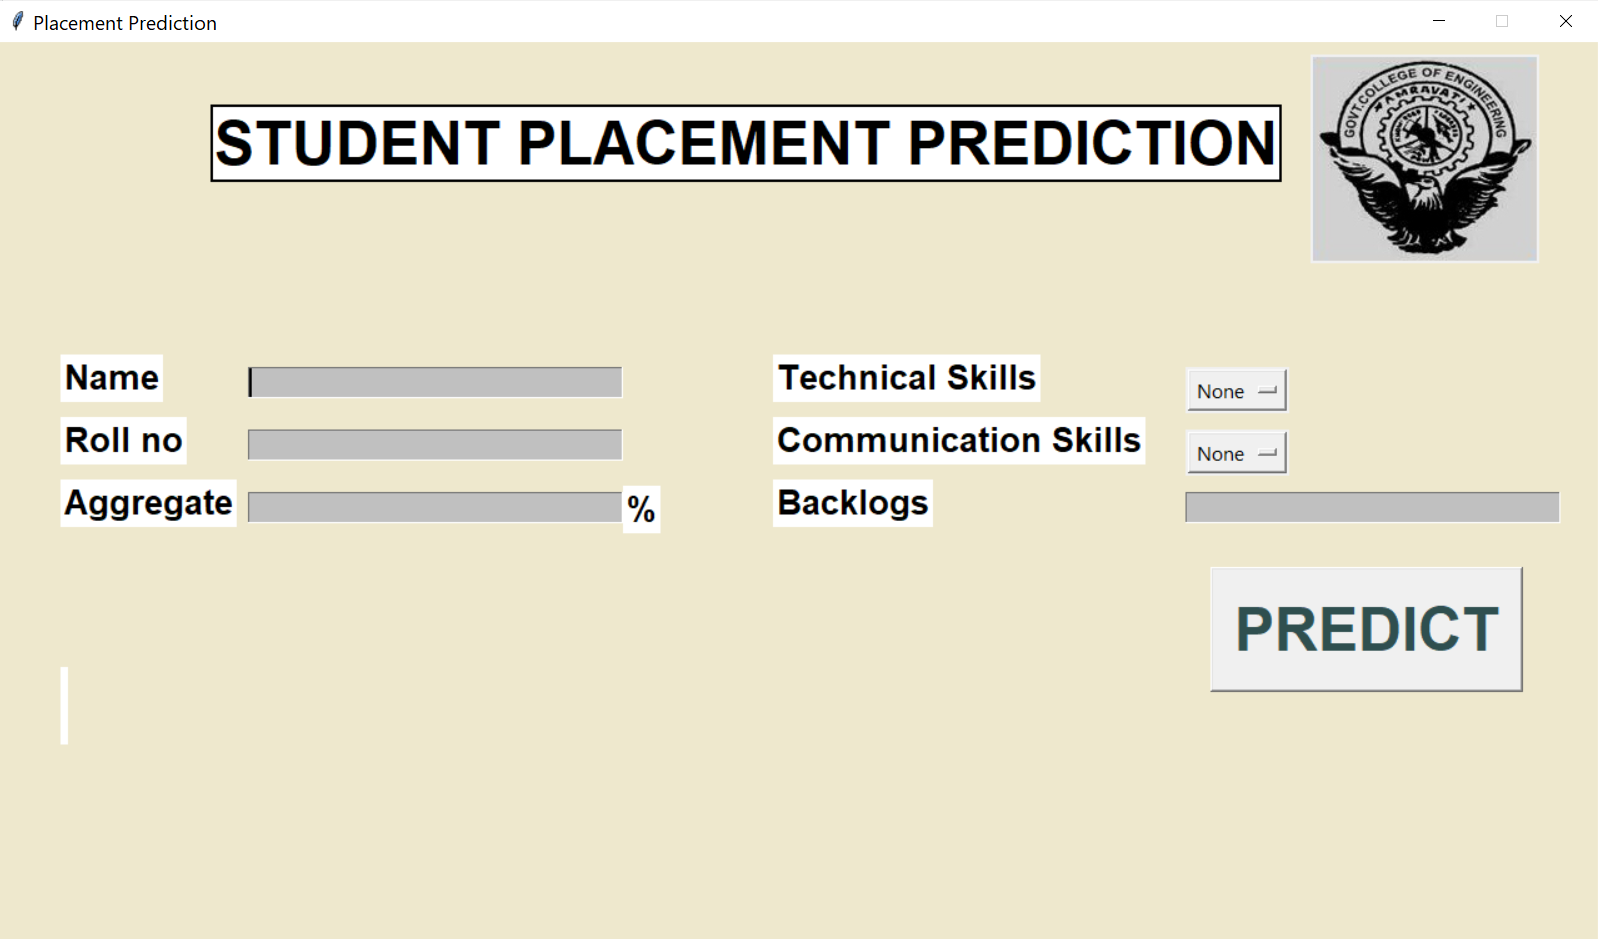 Placement Prediction
GOVT.COLLEGE OF ENGINEERING
AMRAVATI
STUDENT PLACEMENT PREDICTION
Name
Technical Skills
None
Roll no
Communication Skills
None
Aggregate
%
Backlogs
PREDICT